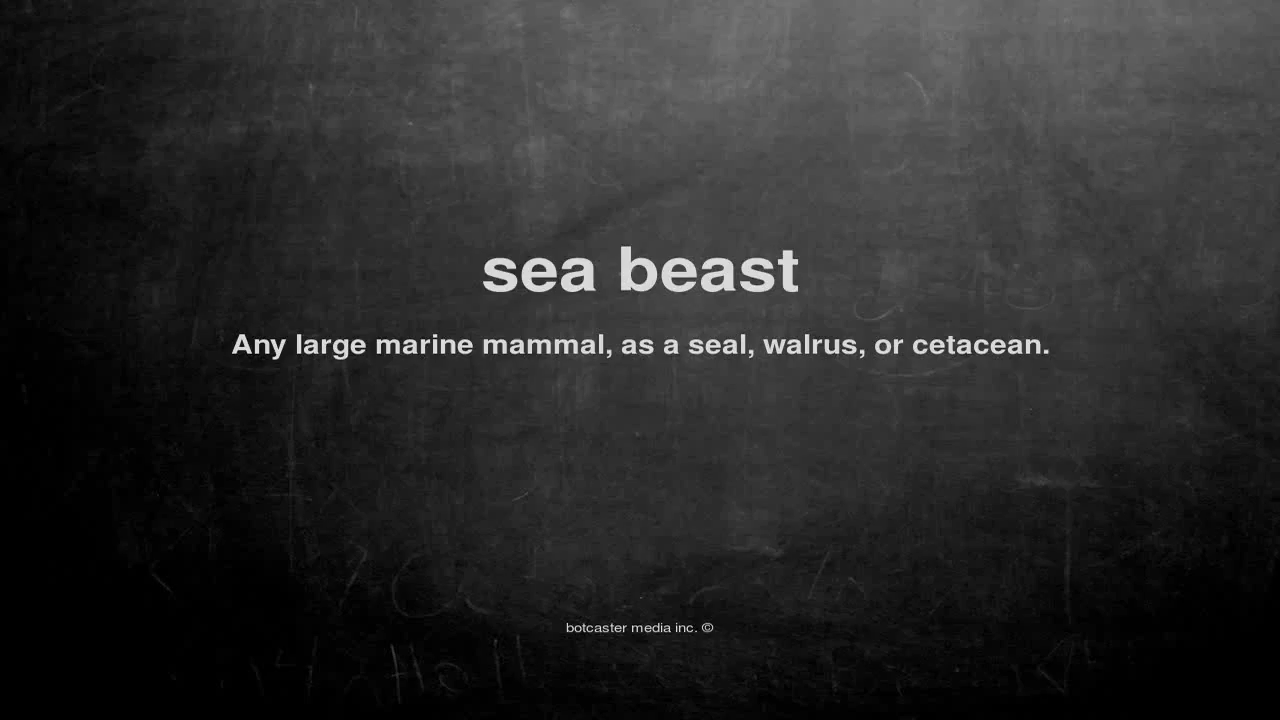 sea beast
Any large marine mammal, as a seal, walrus, or cetacean.
botcaster media inc. ©